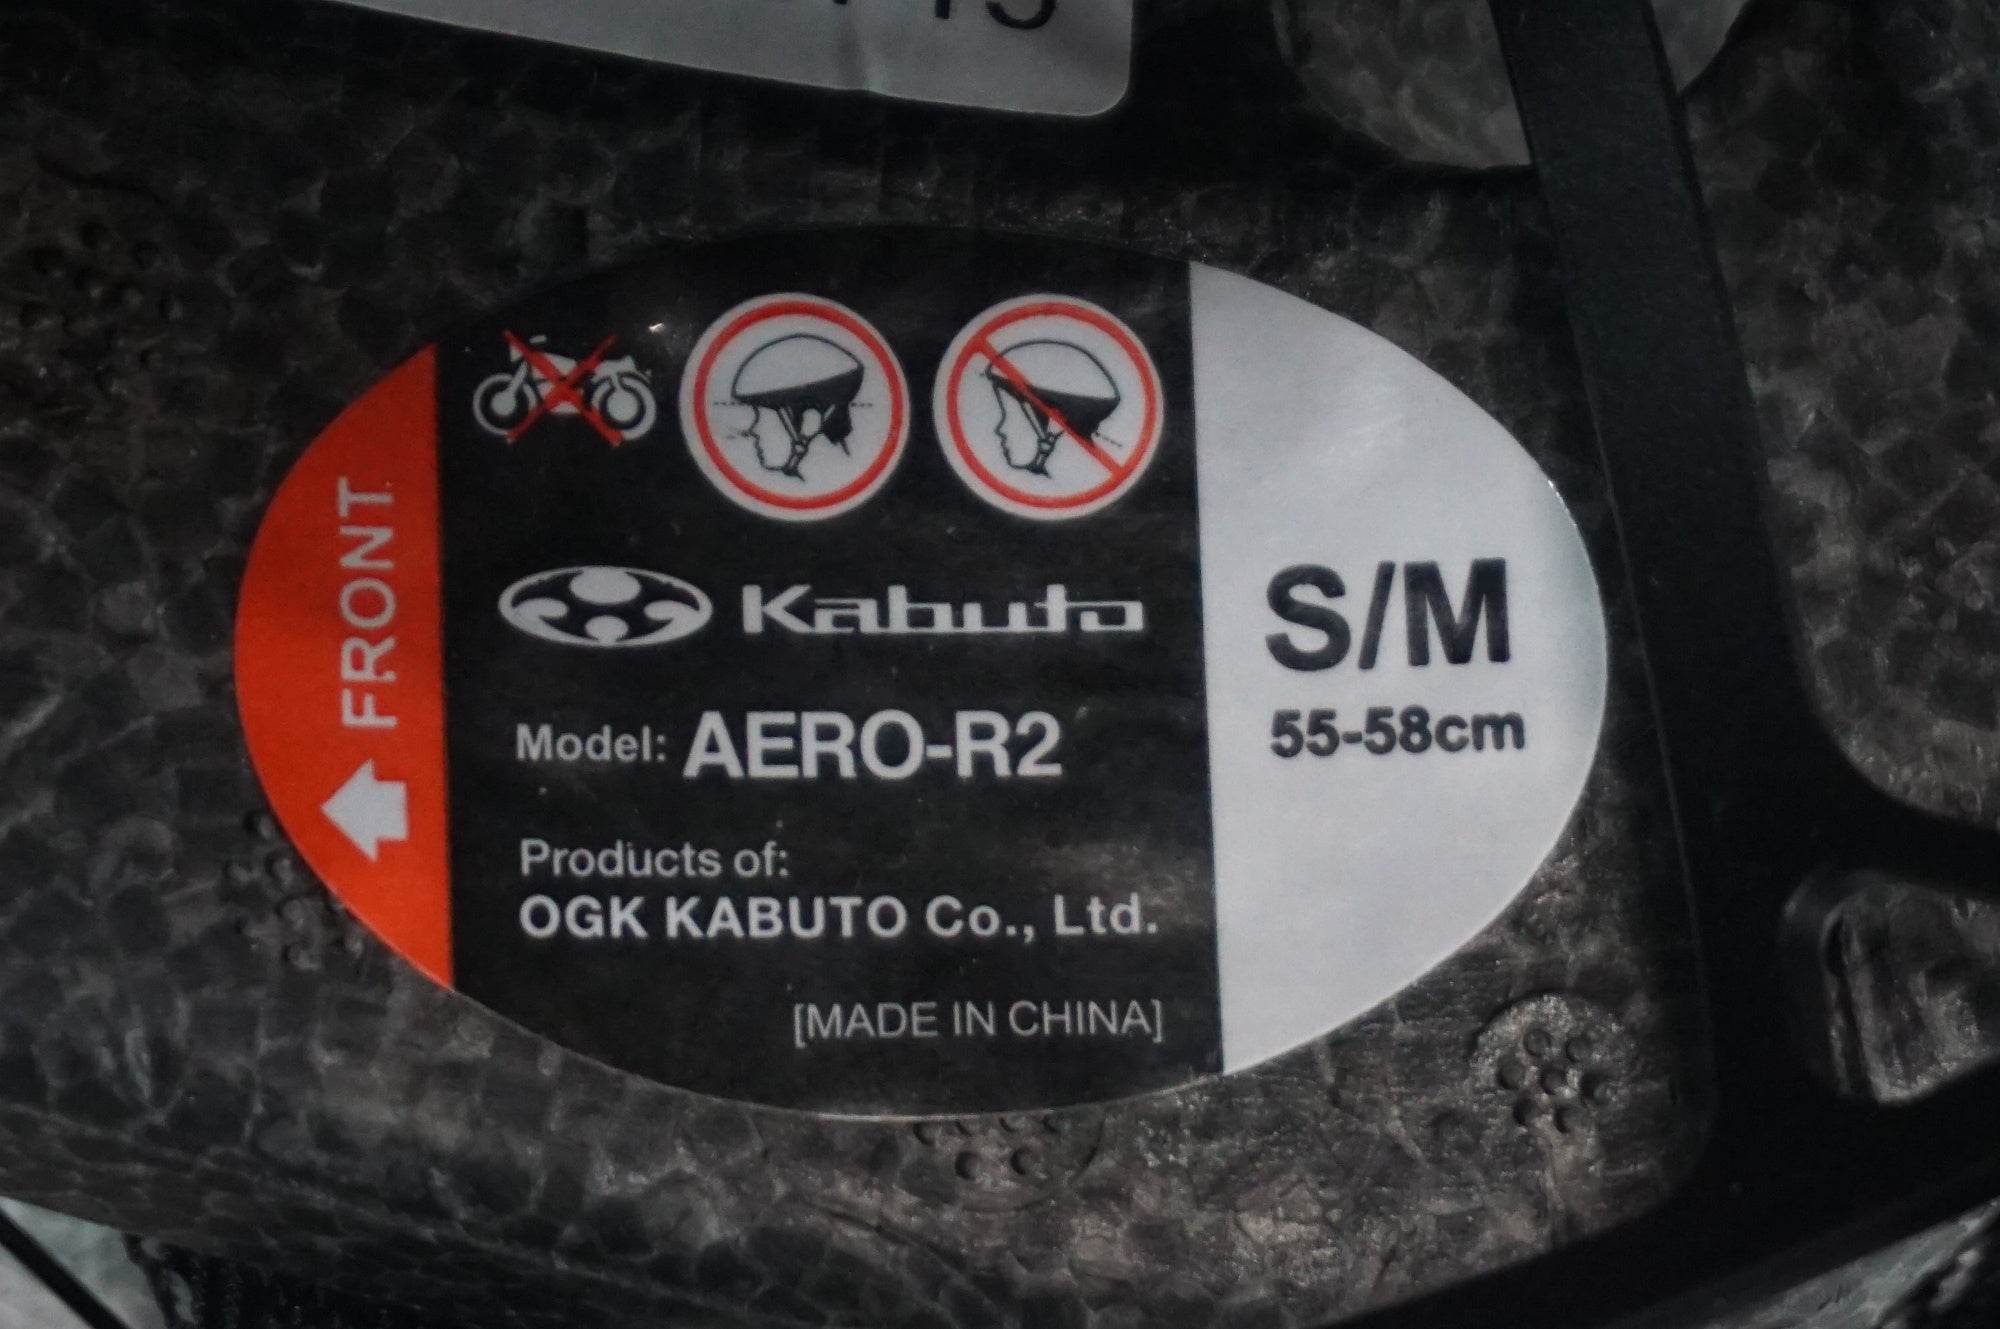 FRONT
Kabuto
Model: AERO-R2
Products of:
OGK KABUTO Co., Ltd.
[MADE IN CHINA]
S/M
55-58cm